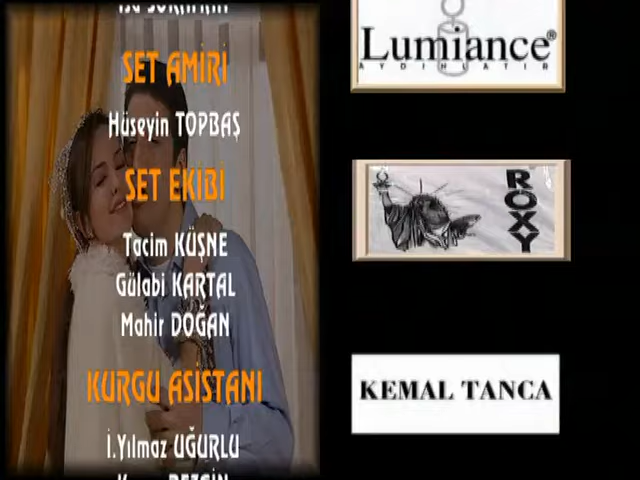 SET AMİRİ
Hüseyin TOPBAŞ
SET EKİBİ
Tacim KÜŞNE
Gülabi KARTAL
Mahir DOĞAN
KURGU ASİSTANI
İ.Yılmaz UĞURLU
Lumiance®
AYDINLATIR
ROXY
KEMAL TANCA